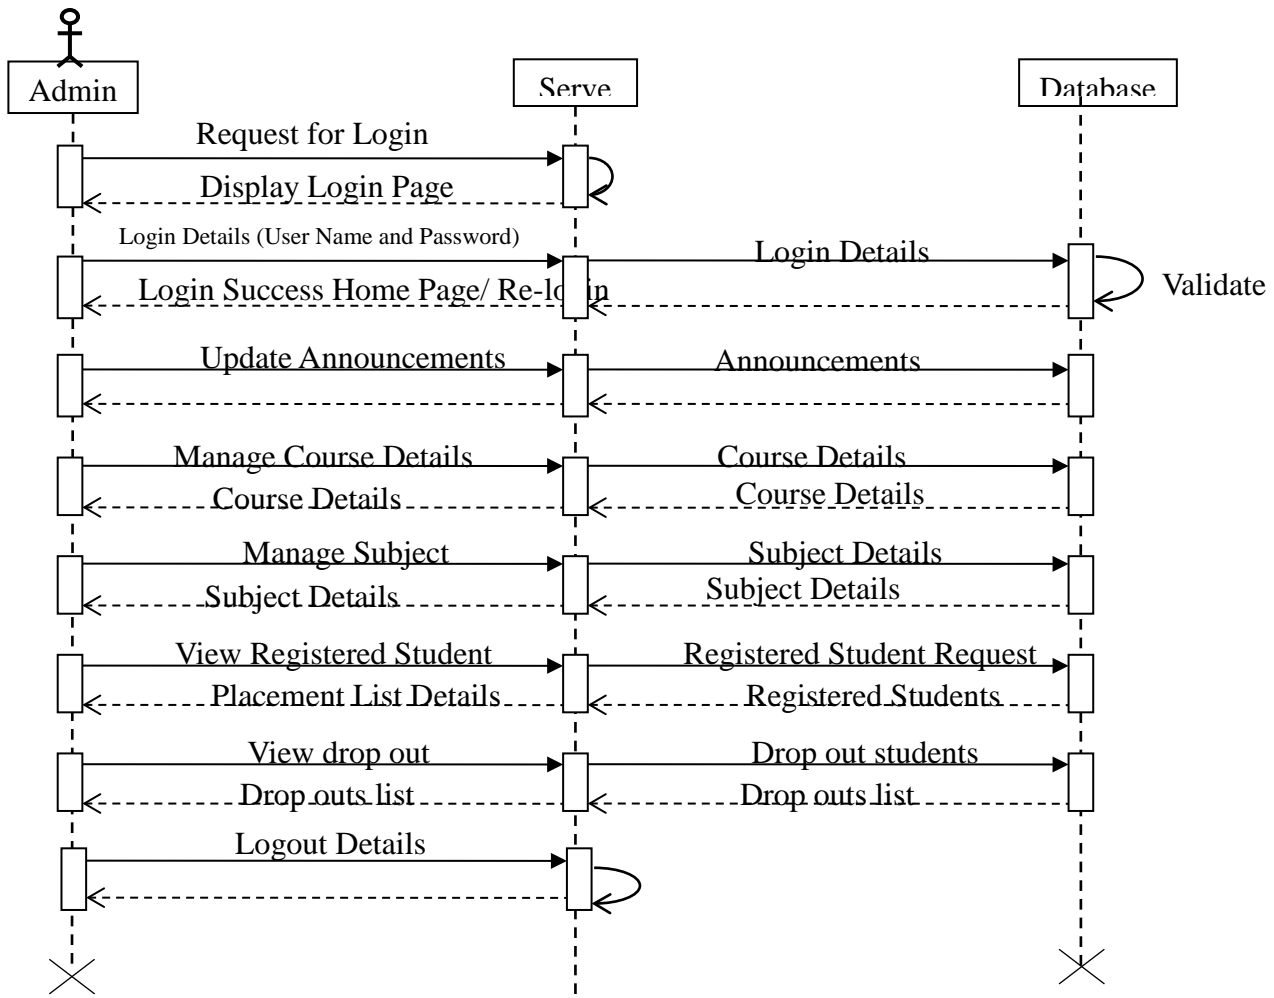 Admin
Serve
Database
Request for Login
Display Login Page
Login Details (User Name and Password)
Login Details
Login Success Home Page/ Re-login
Validate
Update Announcements
Announcements
Manage Course Details
Course Details
Course Details
Course Details
Manage Subject
Subject Details
Subject Details
Subject Details
View Registered Student
Registered Student Request
Placement List Details
Registered Students
View drop out
Drop out students
Drop outs list
Drop outs list
Logout Details